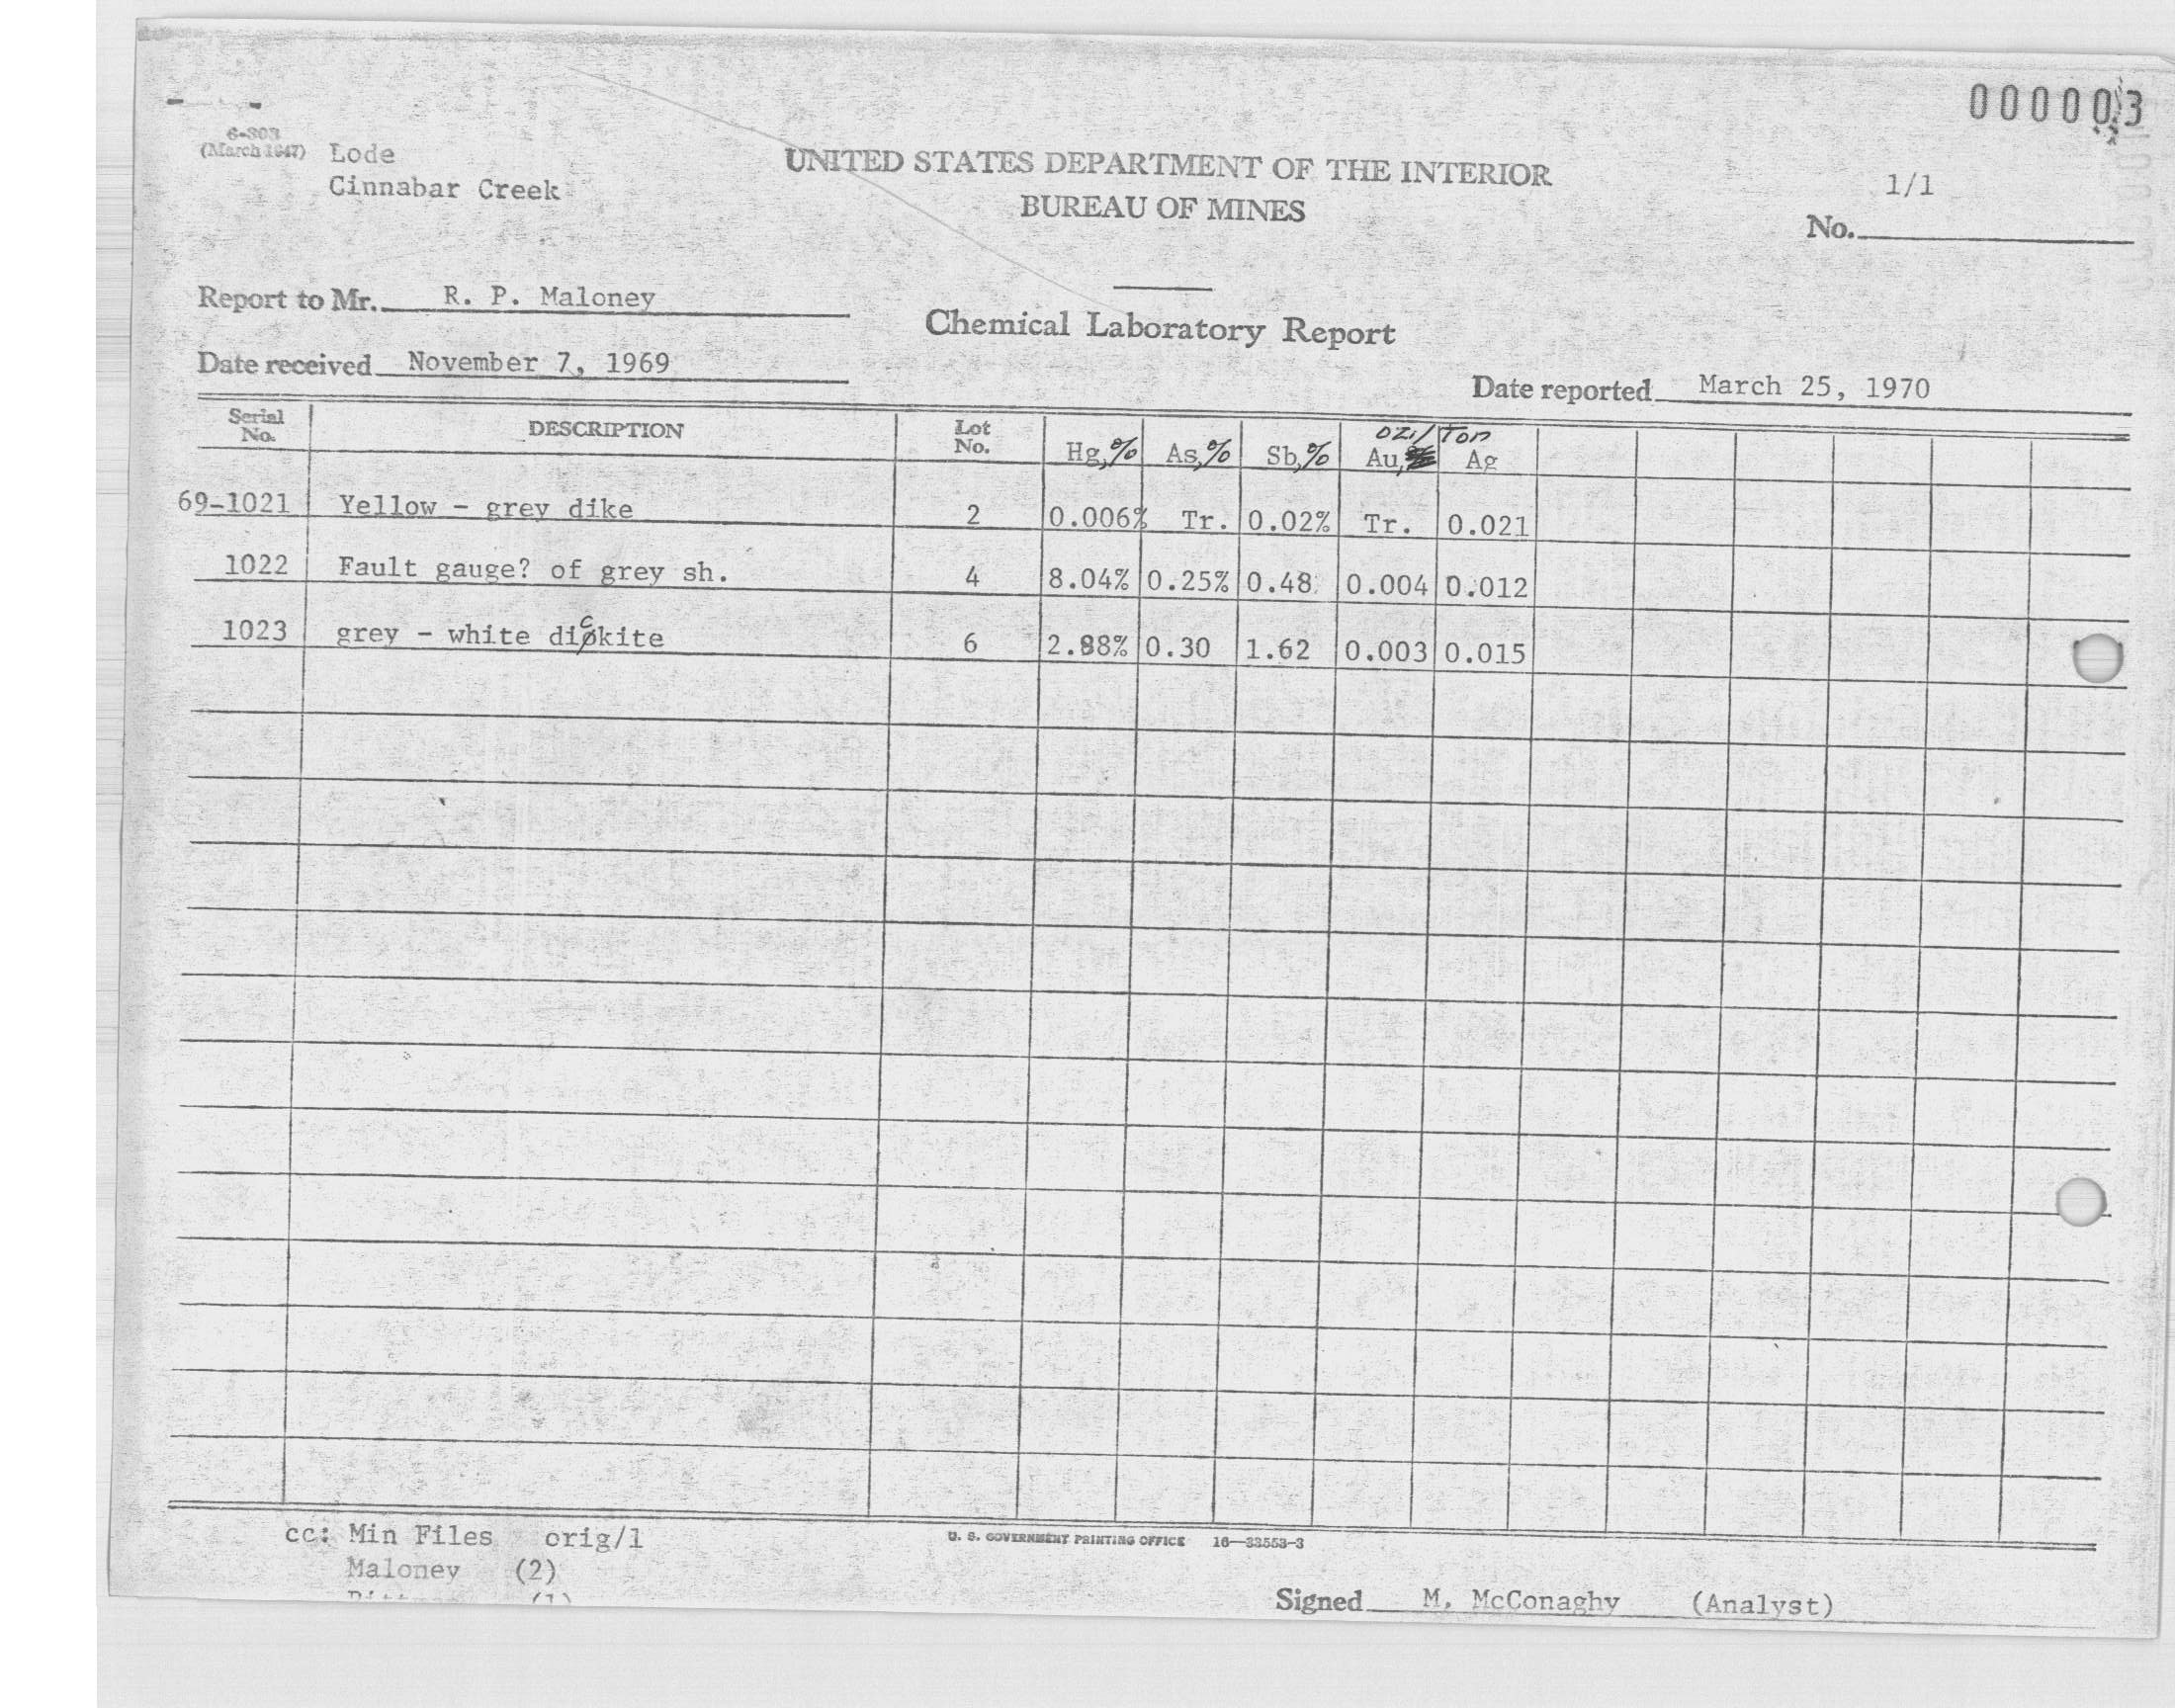 000003
6-303
(March 1947)
Lode
Cinnabar Creek
UNITED STATES DEPARTMENT OF THE INTERIOR
BUREAU OF MINES
1/1
No.
Report to Mr. R. P. Maloney
Chemical Laboratory Report
Date received November 7, 1969
Date reported March 25, 1970
Serial No. DESCRIPTION Lot No. Hg,% As,% Sb,% oz./Ton Au, Ag
69-1021 Yellow - grey dike 2 0.006% Tr. 0.02% Tr. 0.021
1022 Fault gauge? of grey sh. 4 8.04% 0.25% 0.48 0.004 0.012
1023 grey - white dickite 6 2.88% 0.30 1.62 0.003 0.015
cc: Min Files orig/1
Maloney (2)
(1)
U. S. GOVERNMENT PRINTING OFFICE 16—33553-3
Signed M. McConaghy (Analyst)